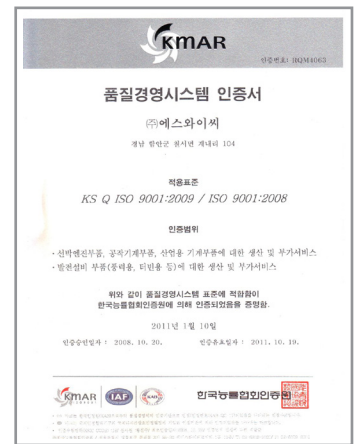 KMAR
인증번호: BQM4063
품질경영시스템 인증서
㈜에스와이씨
경남 함안군 칠서면 계내리 104
적용표준
KS Q ISO 9001:2009 / ISO 9001:2008
인증범위
· 선박엔진부품, 공작기계부품, 산업용 기계부품에 대한 생산 및 부가서비스
· 발전설비 부품(풍력용, 터빈용 등)에 대한 생산 및 부가서비스
위와 같이 품질경영시스템 표준에 적합함이
한국능률협회인증원에 의해 인증되었음을 증명함.
2011년 1월 10일
인증승인일자 : 2008. 10. 20. 인증유효일자 : 2011. 10. 19.
KMAR IAF 한국능률협회인증원